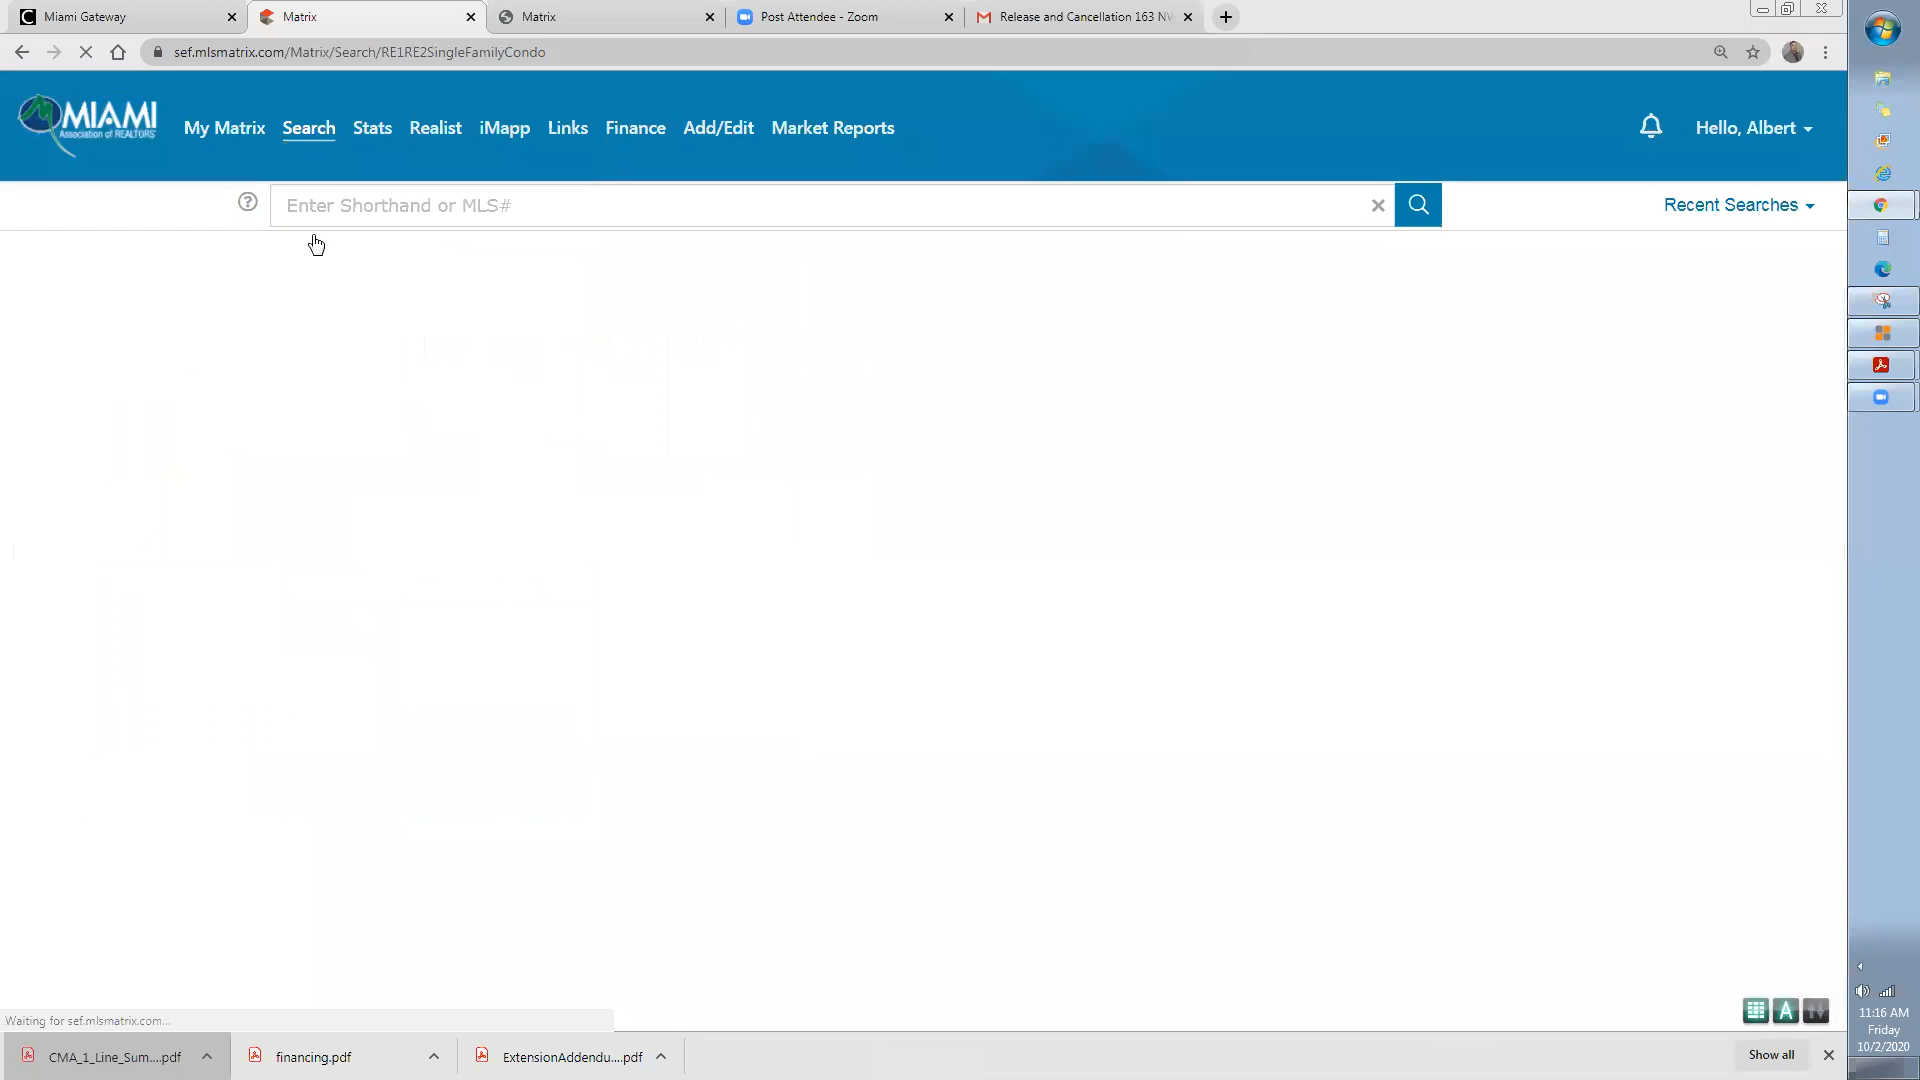 Miami Gateway
Matrix
Matrix
Post Attendee - Zoom
Release and Cancellation 163 NW
sef.mlsmatrix.com/Matrix/Search/RE1RE2SingleFamilyCondo
MIAMI
Association of REALTORS
My Matrix
Search
Stats
Realist
iMapp
Links
Finance
Add/Edit
Market Reports
Hello, Albert
Enter Shorthand or MLS#
Recent Searches
Waiting for sef.mlsmatrix.com...
CMA_1_Line_Sum....pdf
financing.pdf
ExtensionAddendu....pdf
Show all
11:16 AM
Friday
10/2/2020